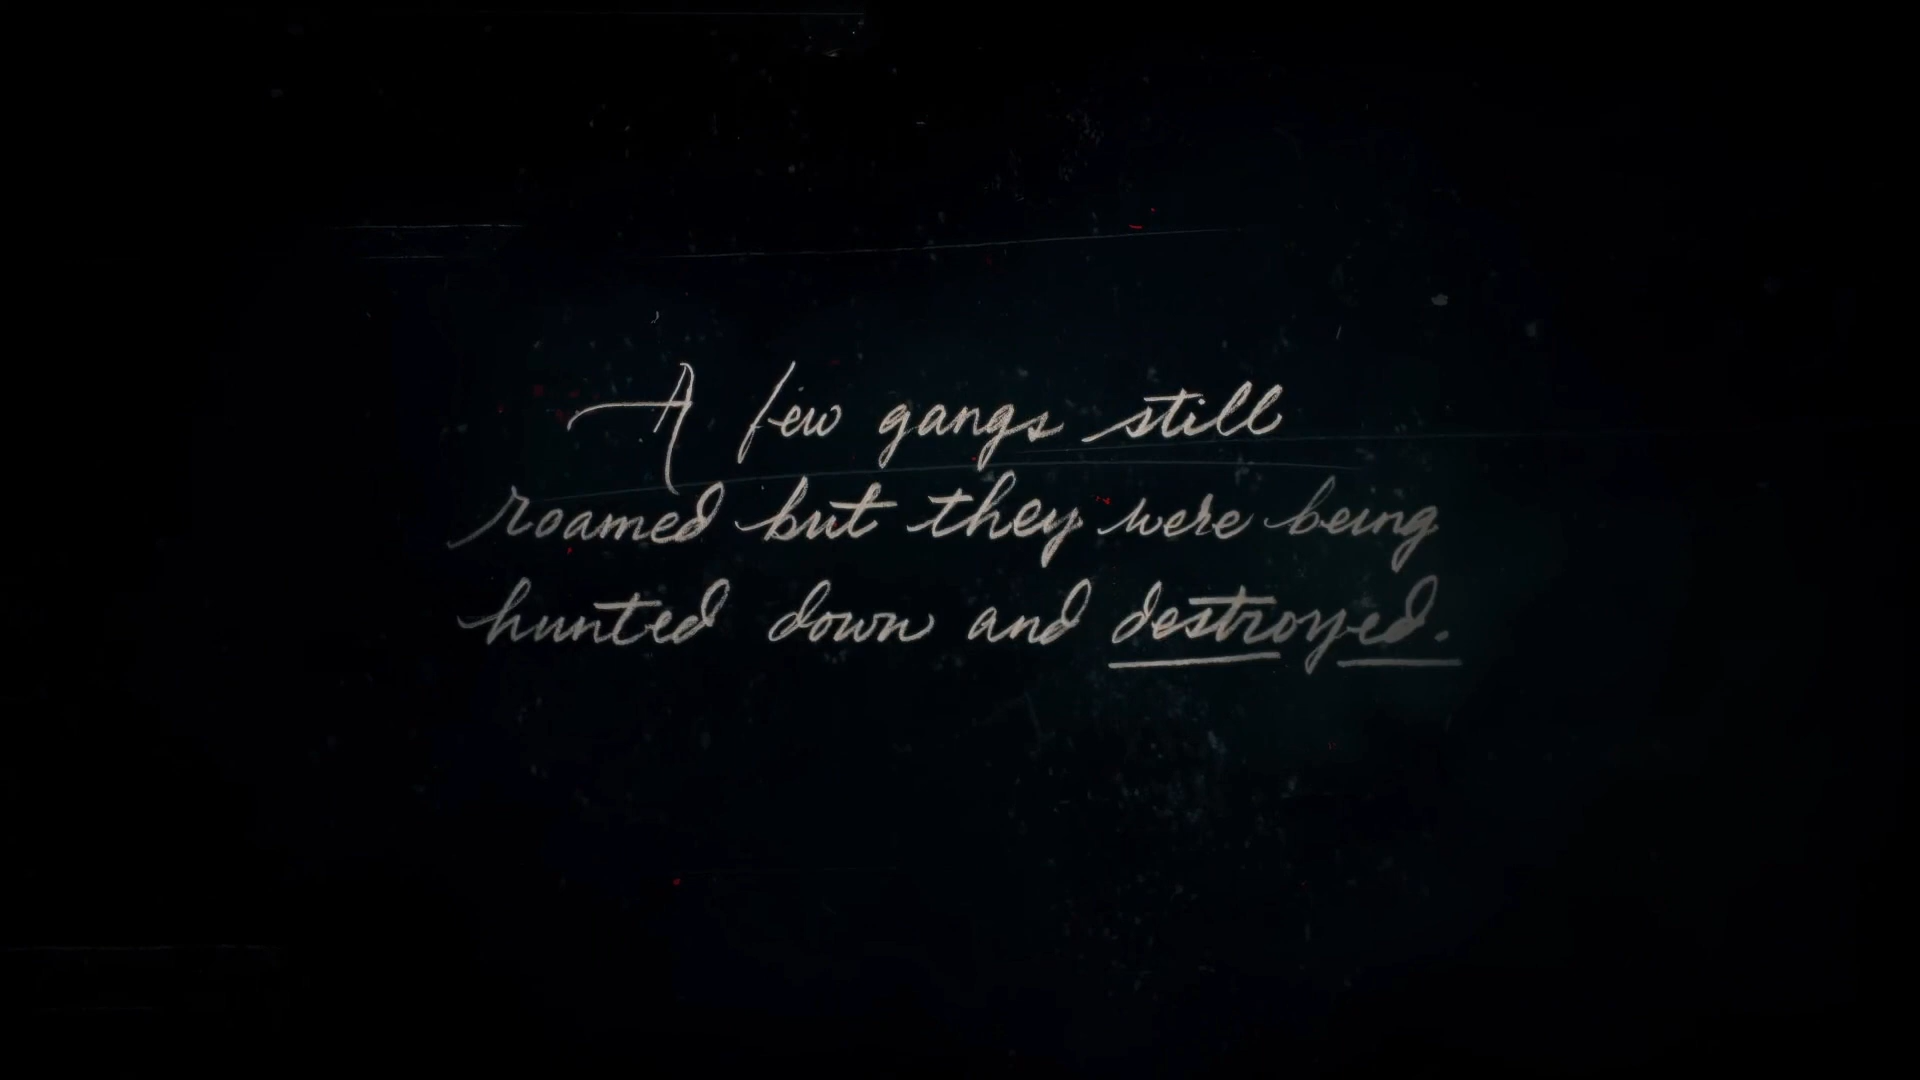 A few gangs still
roamed but they were being
hunted down and destroyed.